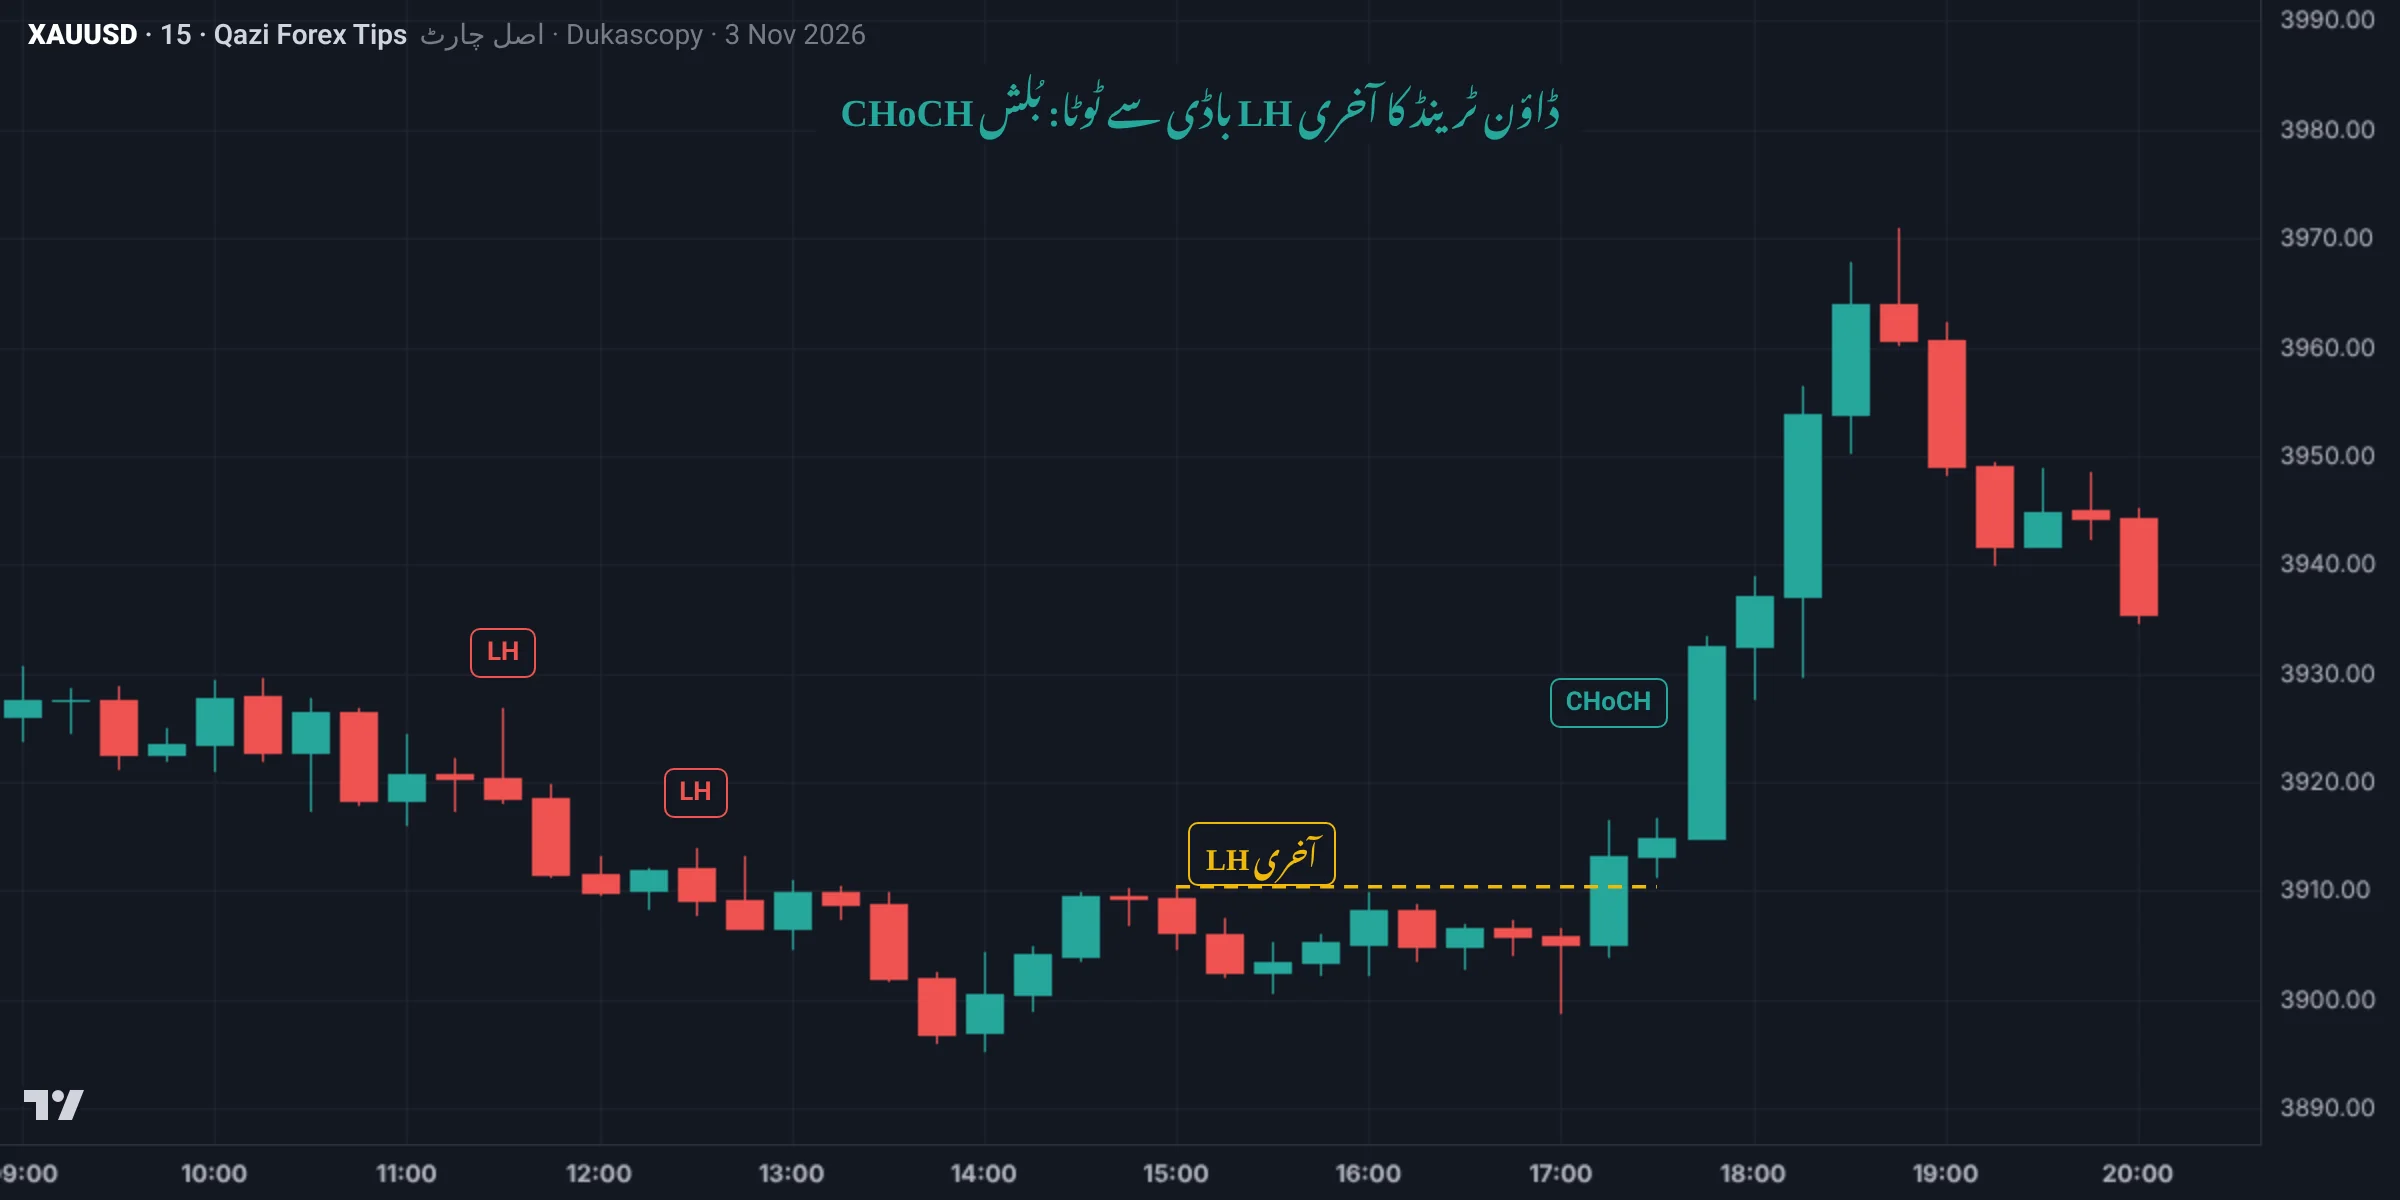 XAUUSD · 15 · Qazi Forex Tips اصل چارٹ · Dukascopy · 3 Nov 2026
ڈاؤن ٹرینڈ کا آخری LH باڈی سے ٹوٹا: بُلش CHoCH
3990.00
3980.00
3970.00
3960.00
3950.00
3940.00
3930.00
3920.00
3910.00
3900.00
3890.00
LH
LH
آخری LH
CHoCH
9:00 10:00 11:00 12:00 13:00 14:00 15:00 16:00 17:00 18:00 19:00 20:00